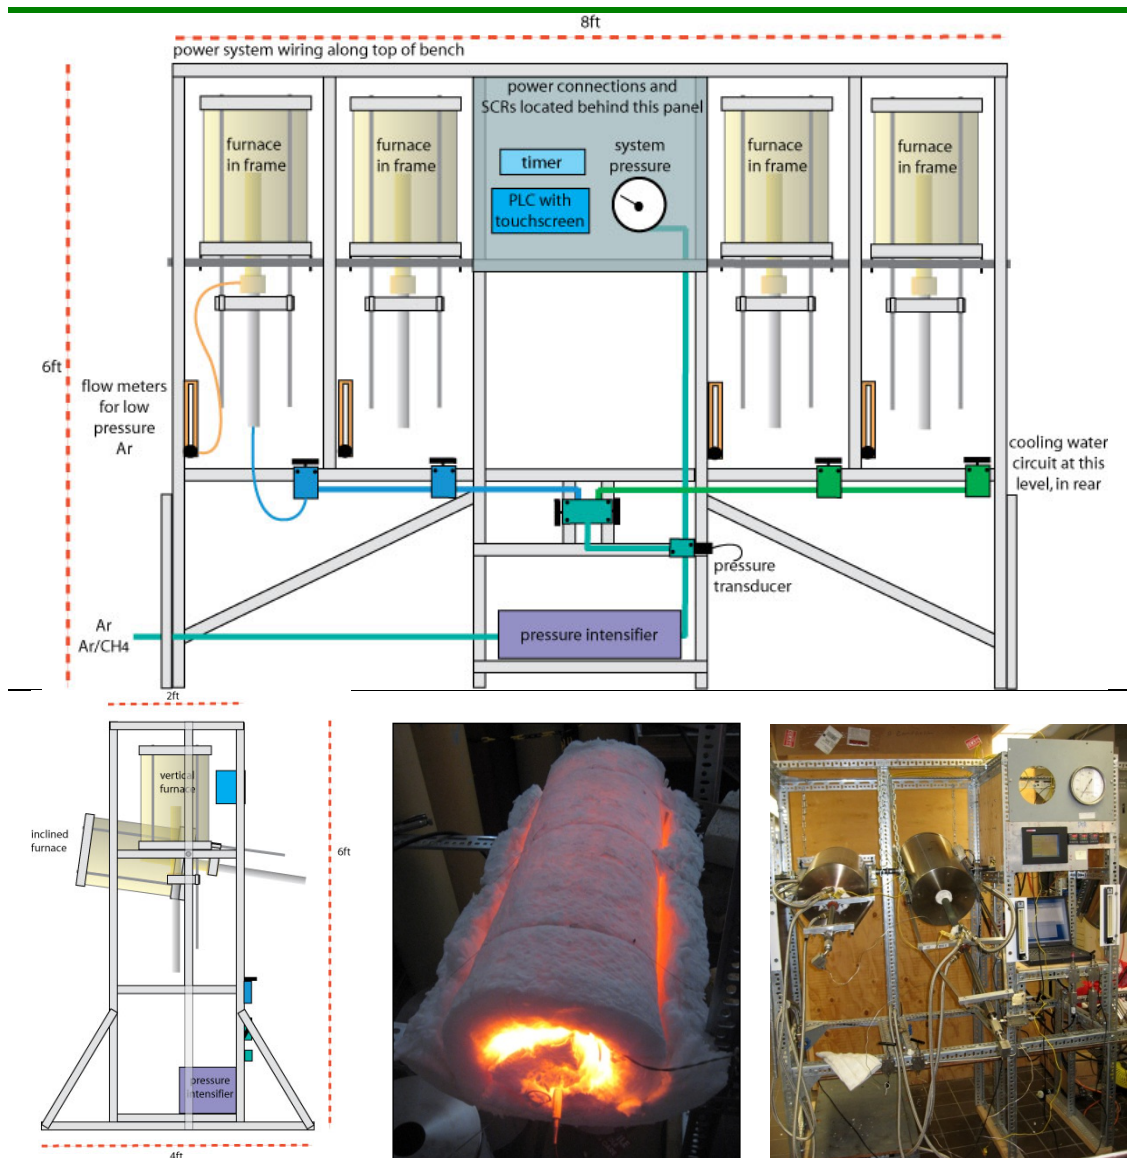 8ft
power system wiring along top of bench
power connections and
SCRs located behind this panel
furnace
in frame
furnace
in frame
timer
system
pressure
PLC with
touchscreen
furnace
in frame
furnace
in frame
6ft
flow meters
for low
pressure
Ar
cooling water
circuit at this
level, in rear
pressure
transducer
Ar
Ar/CH4
pressure intensifier
2ft
vertical
furnace
inclined
furnace
6ft
pressure
intensifier
4ft